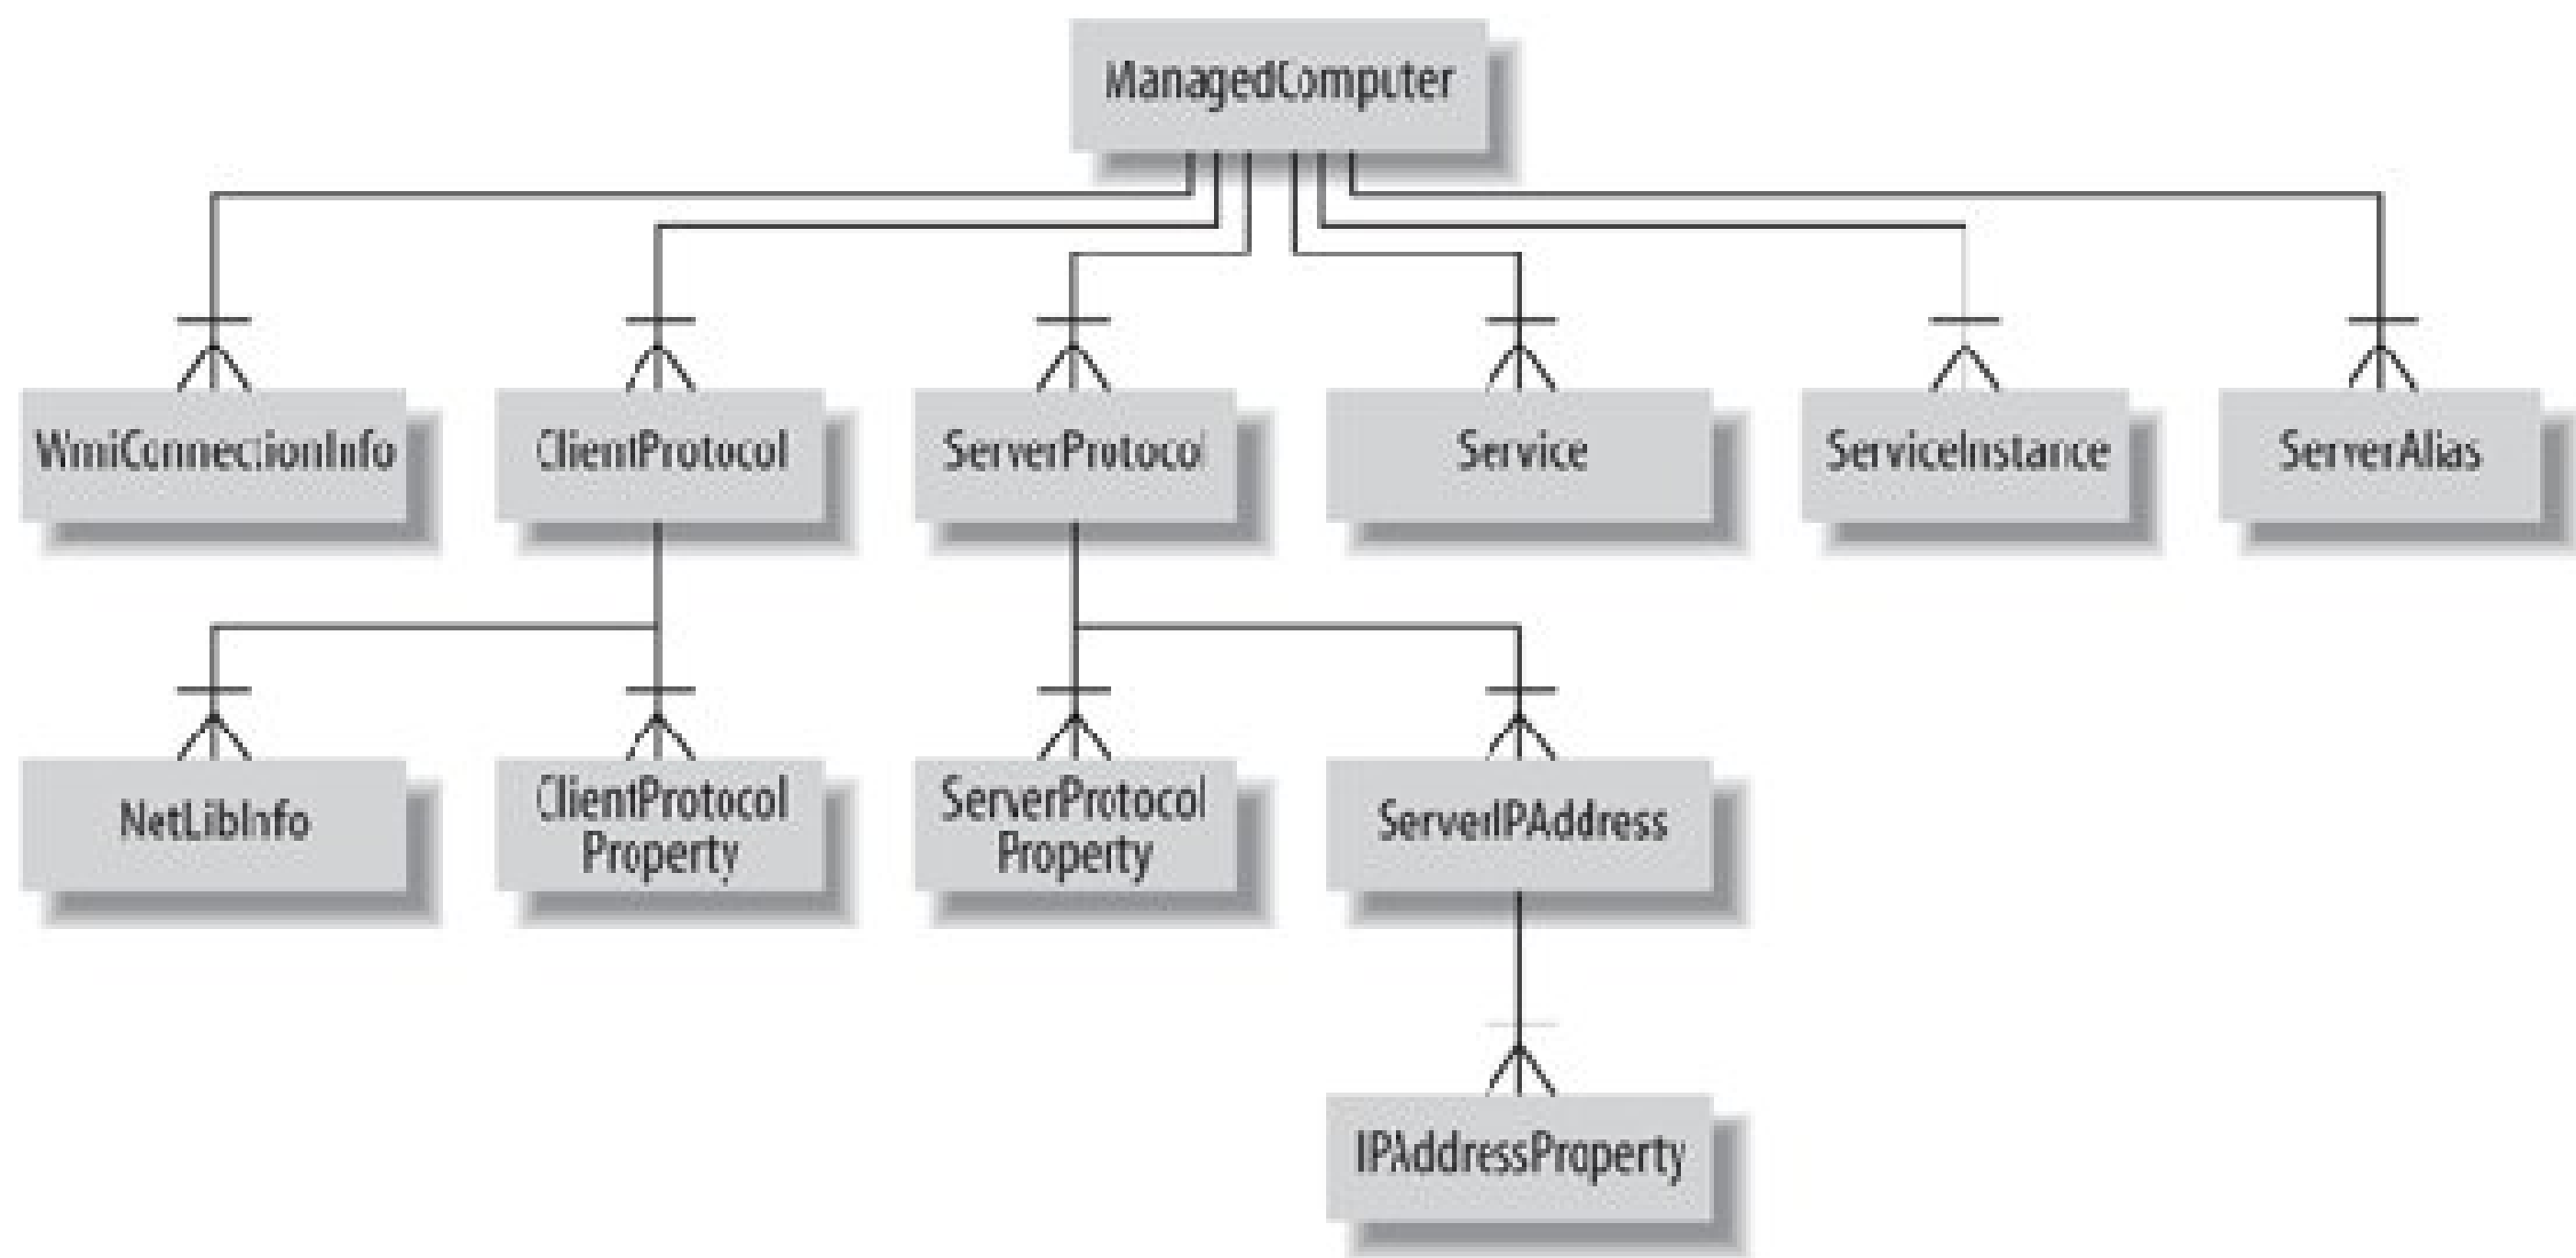 ManagedComputer
WmiConnectionInfo
ClientProtocol
ServerProtocol
Service
ServiceInstance
ServerAlias
NetLibInfo
ClientProtocol
Property
ServerProtocol
Property
ServerIPAddress
IPAddressProperty